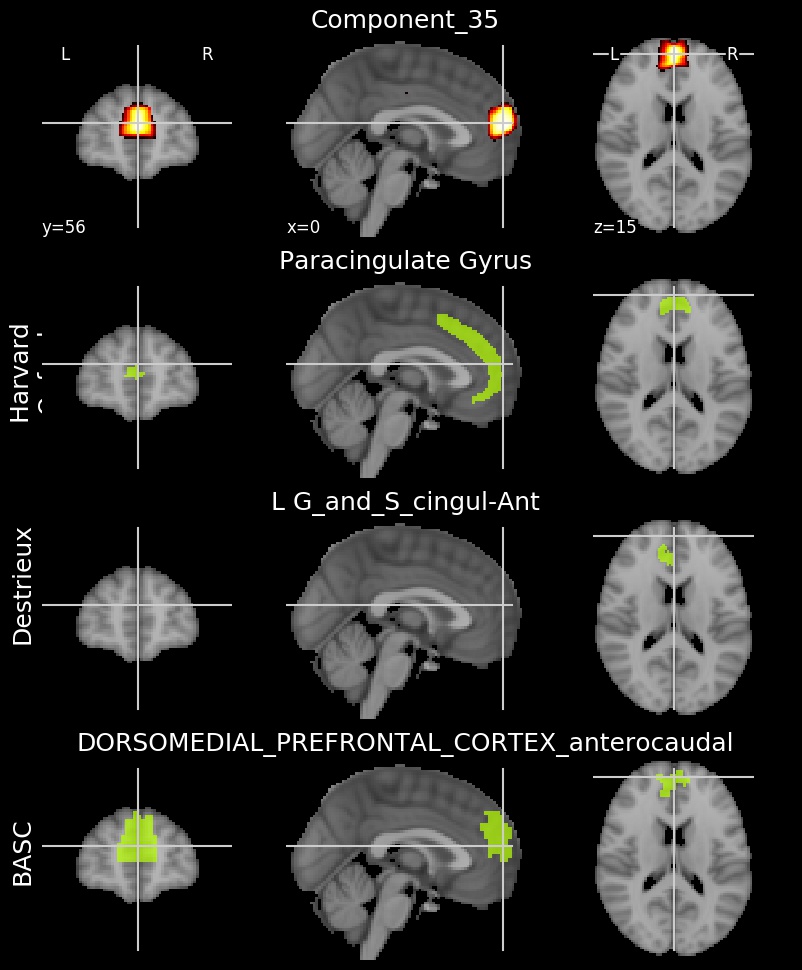 Component_35
L R L R
y=56 x=0 z=15
Paracingulate Gyrus
Harvard
L G_and_S_cingul-Ant
Destrieux
DORSOMEDIAL_PREFRONTAL_CORTEX_anterocaudal
BASC